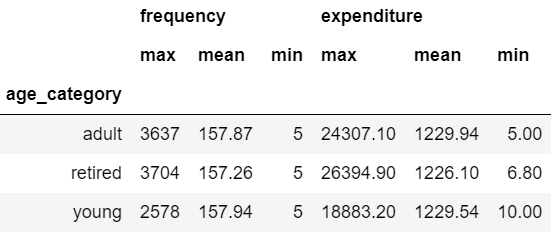 frequency expenditure
max mean min max mean min
age_category
adult 3637 157.87 5 24307.10 1229.94 5.00
retired 3704 157.26 5 26394.90 1226.10 6.80
young 2578 157.94 5 18883.20 1229.54 10.00